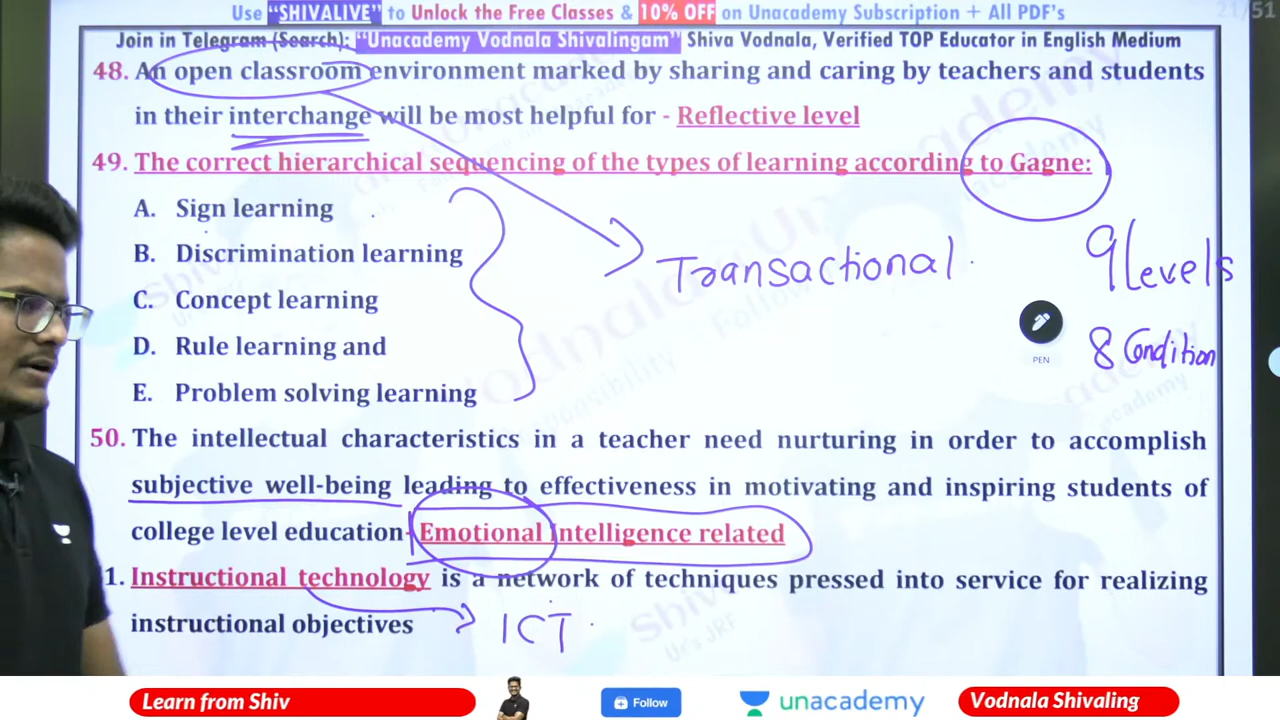 Use "SHIVALIVE" to Unlock the Free Classes & 10% OFF on Unacademy Subscription + All PDF's
21/51
Join in Telegram (Search): "Unacademy Vodnala Shivalingam" Shiva Vodnala, Verified TOP Educator in English Medium
48. An open classroom environment marked by sharing and caring by teachers and students
in their interchange will be most helpful for - Reflective level
49. The correct hierarchical sequencing of the types of learning according to Gagne:
A. Sign learning
B. Discrimination learning
C. Concept learning
D. Rule learning and
E. Problem solving learning
Transactional.
9 Levels
PEN
8 Condition
50. The intellectual characteristics in a teacher need nurturing in order to accomplish
subjective well-being leading to effectiveness in motivating and inspiring students of
college level education- Emotional Intelligence related
1. Instructional technology is a network of techniques pressed into service for realizing
instructional objectives
ICT.
Learn from Shiv
Follow
unacademy
Vodnala Shivaling